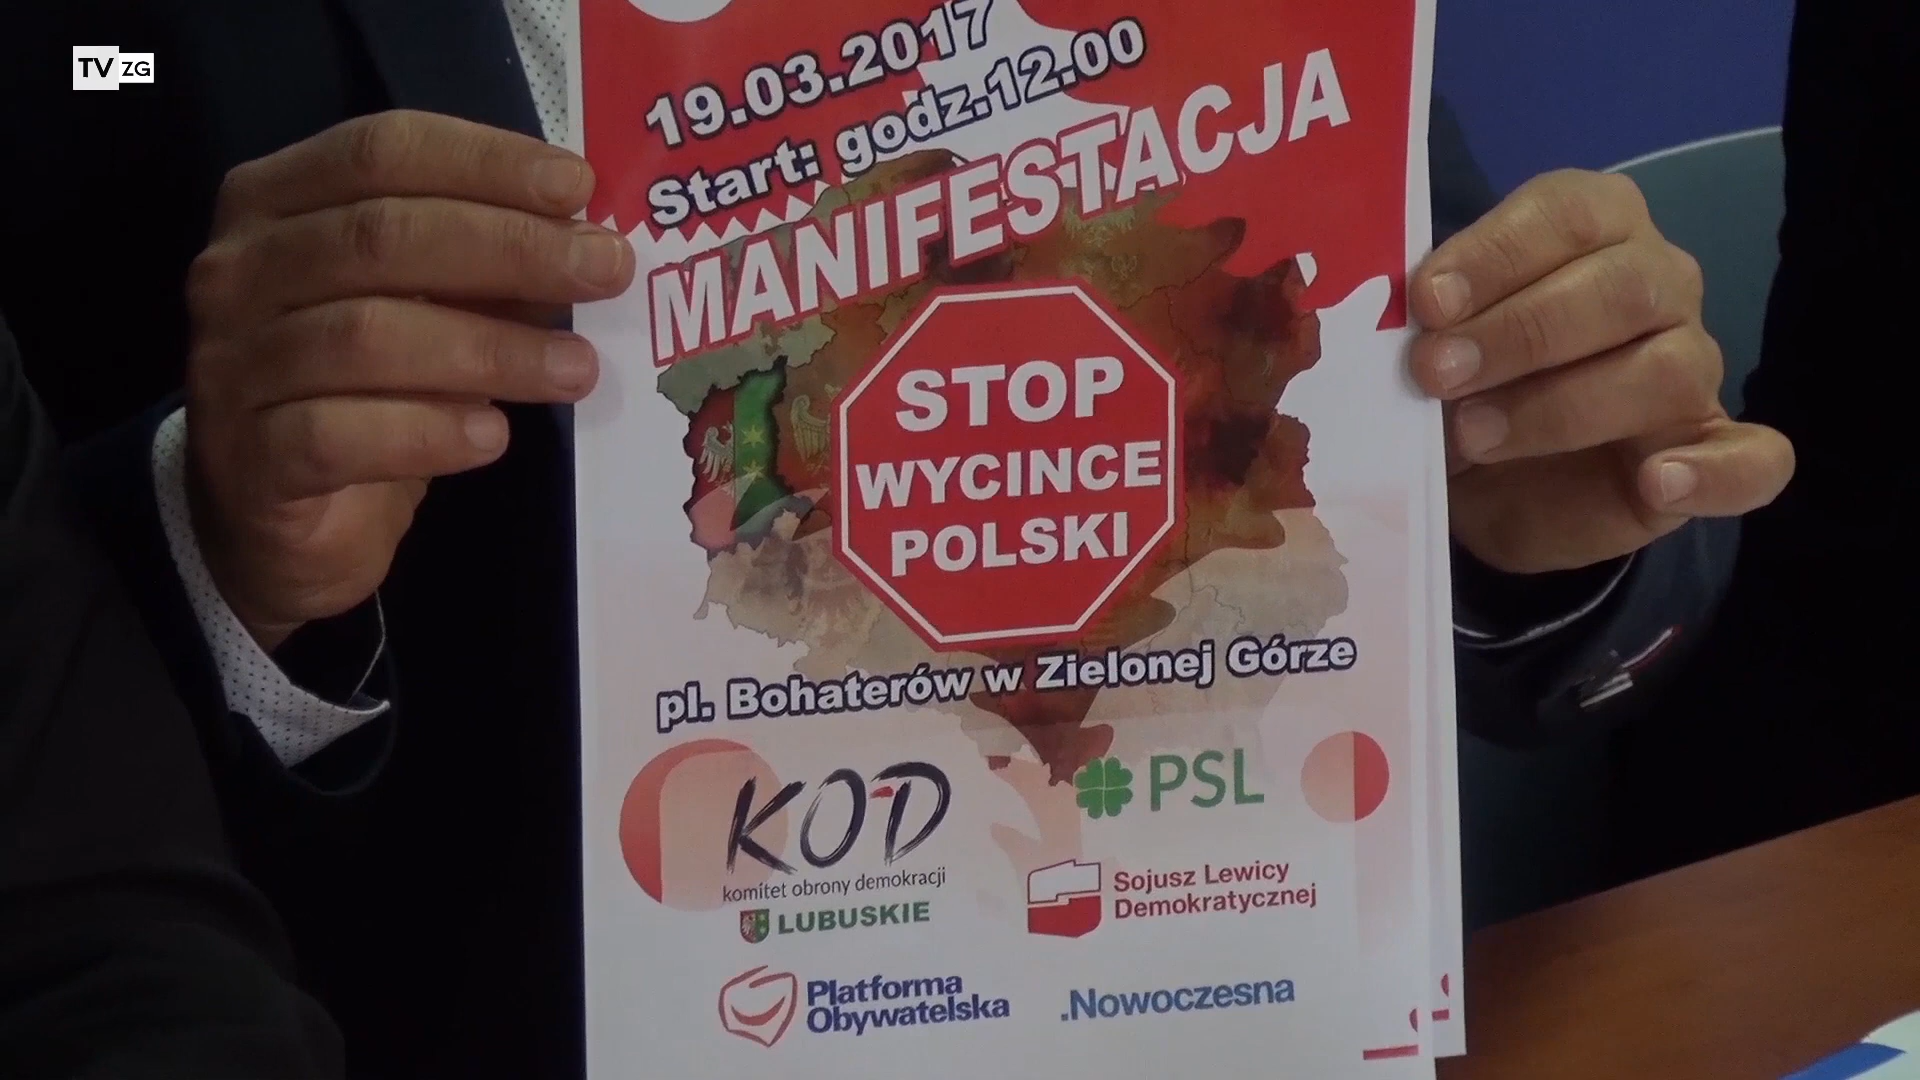 TV ZG
19.03.2017
Start: godz.12.00
MANIFESTACJA
STOP
WYCINCE
POLSKI
pl. Bohaterów w Zielonej Górze
KOD
komitet obrony demokracji
LUBUSKIE
PSL
Sojusz Lewicy
Demokratycznej
Platforma
Obywatelska
.Nowoczesna